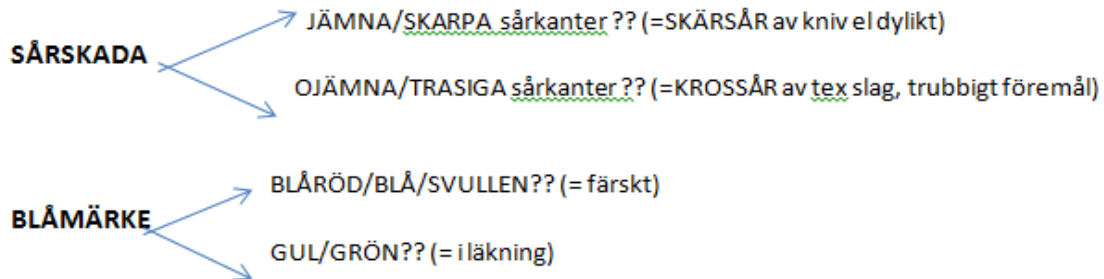 JÄMNA/SKARPA sårkanter ?? (=SKÄRSÅR av kniv el dylikt)
SÅRSKADA
OJÄMNA/TRASIGA sårkanter ?? (=KROSSÅR av tex slag, trubbigt föremål)
BLÅRÖD/BLÅ/SVULLEN?? (= färskt)
BLÅMÄRKE
GUL/GRÖN?? (= i läkning)